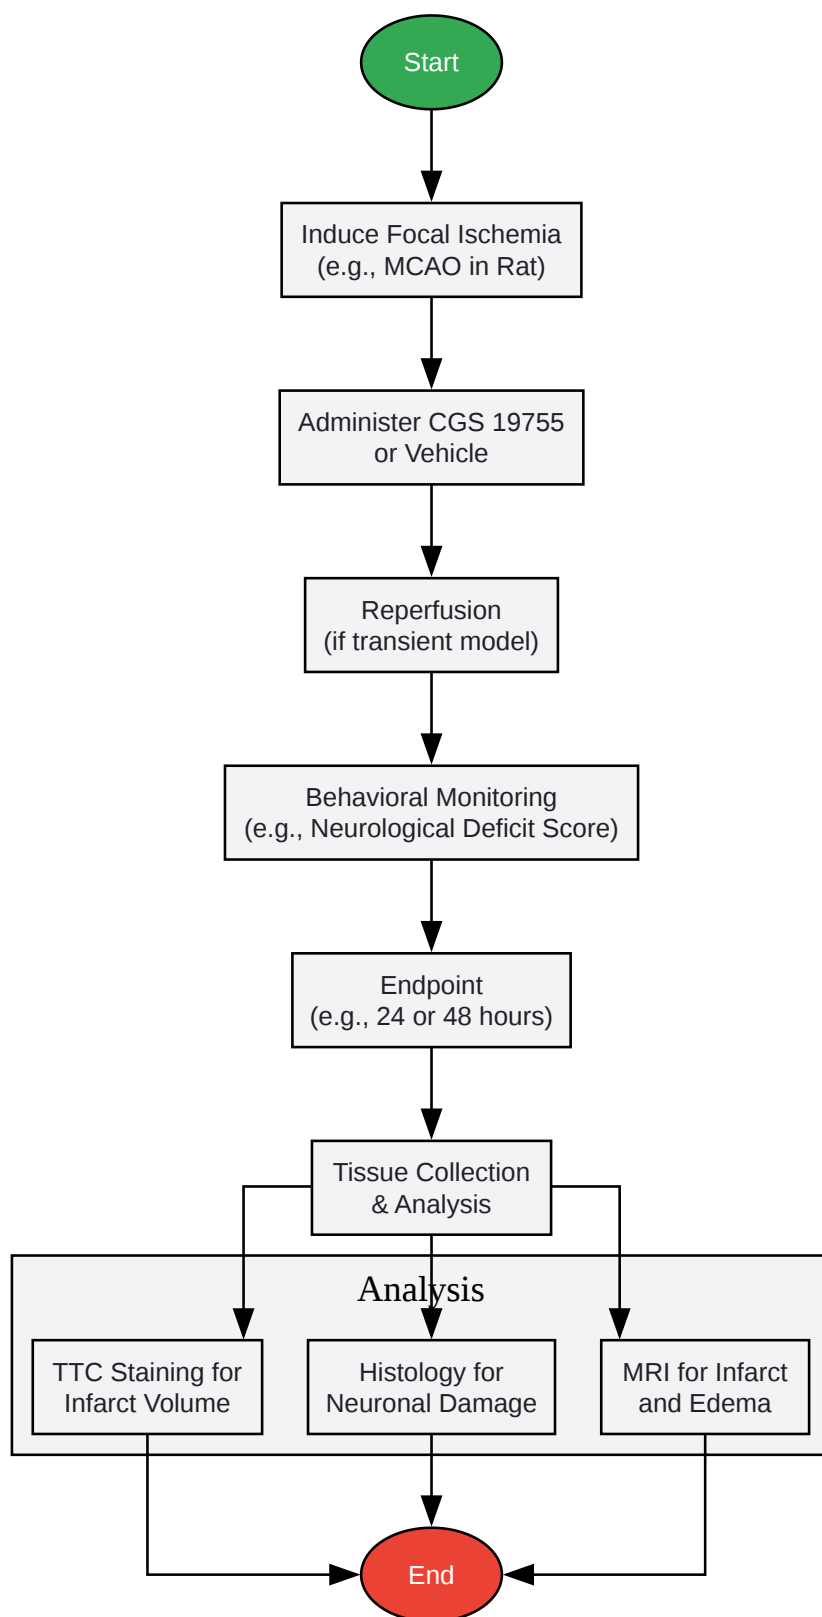 Start
Induce Focal Ischemia
(e.g., MCAO in Rat)
Administer CGS 19755
or Vehicle
Reperfusion
(if transient model)
Behavioral Monitoring
(e.g., Neurological Deficit Score)
Endpoint
(e.g., 24 or 48 hours)
Tissue Collection
& Analysis
Analysis
TTC Staining for
Infarct Volume
Histology for
Neuronal Damage
MRI for Infarct
and Edema
End